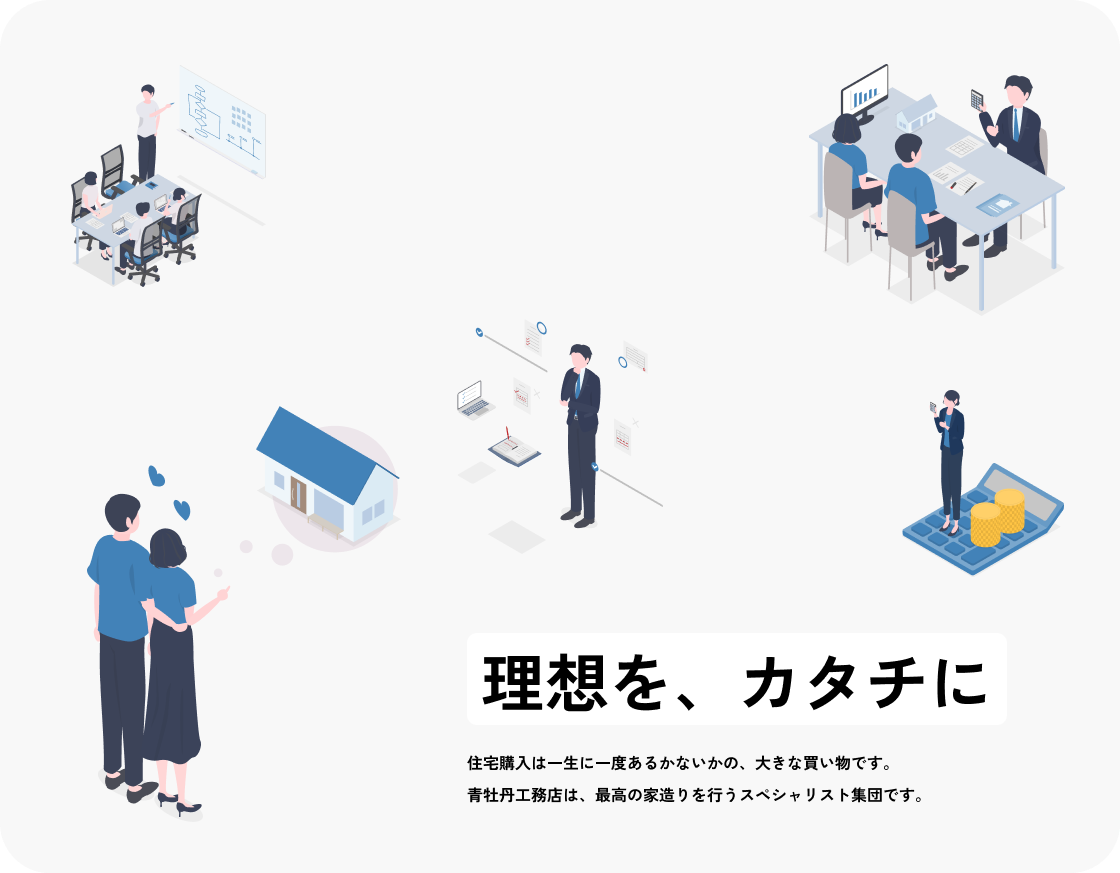 理想を、カタチに
住宅購入は一生に一度あるかないかの、大きな買い物です。
青牡丹工務店は、最高の家造りを行うスペシャリスト集団です。